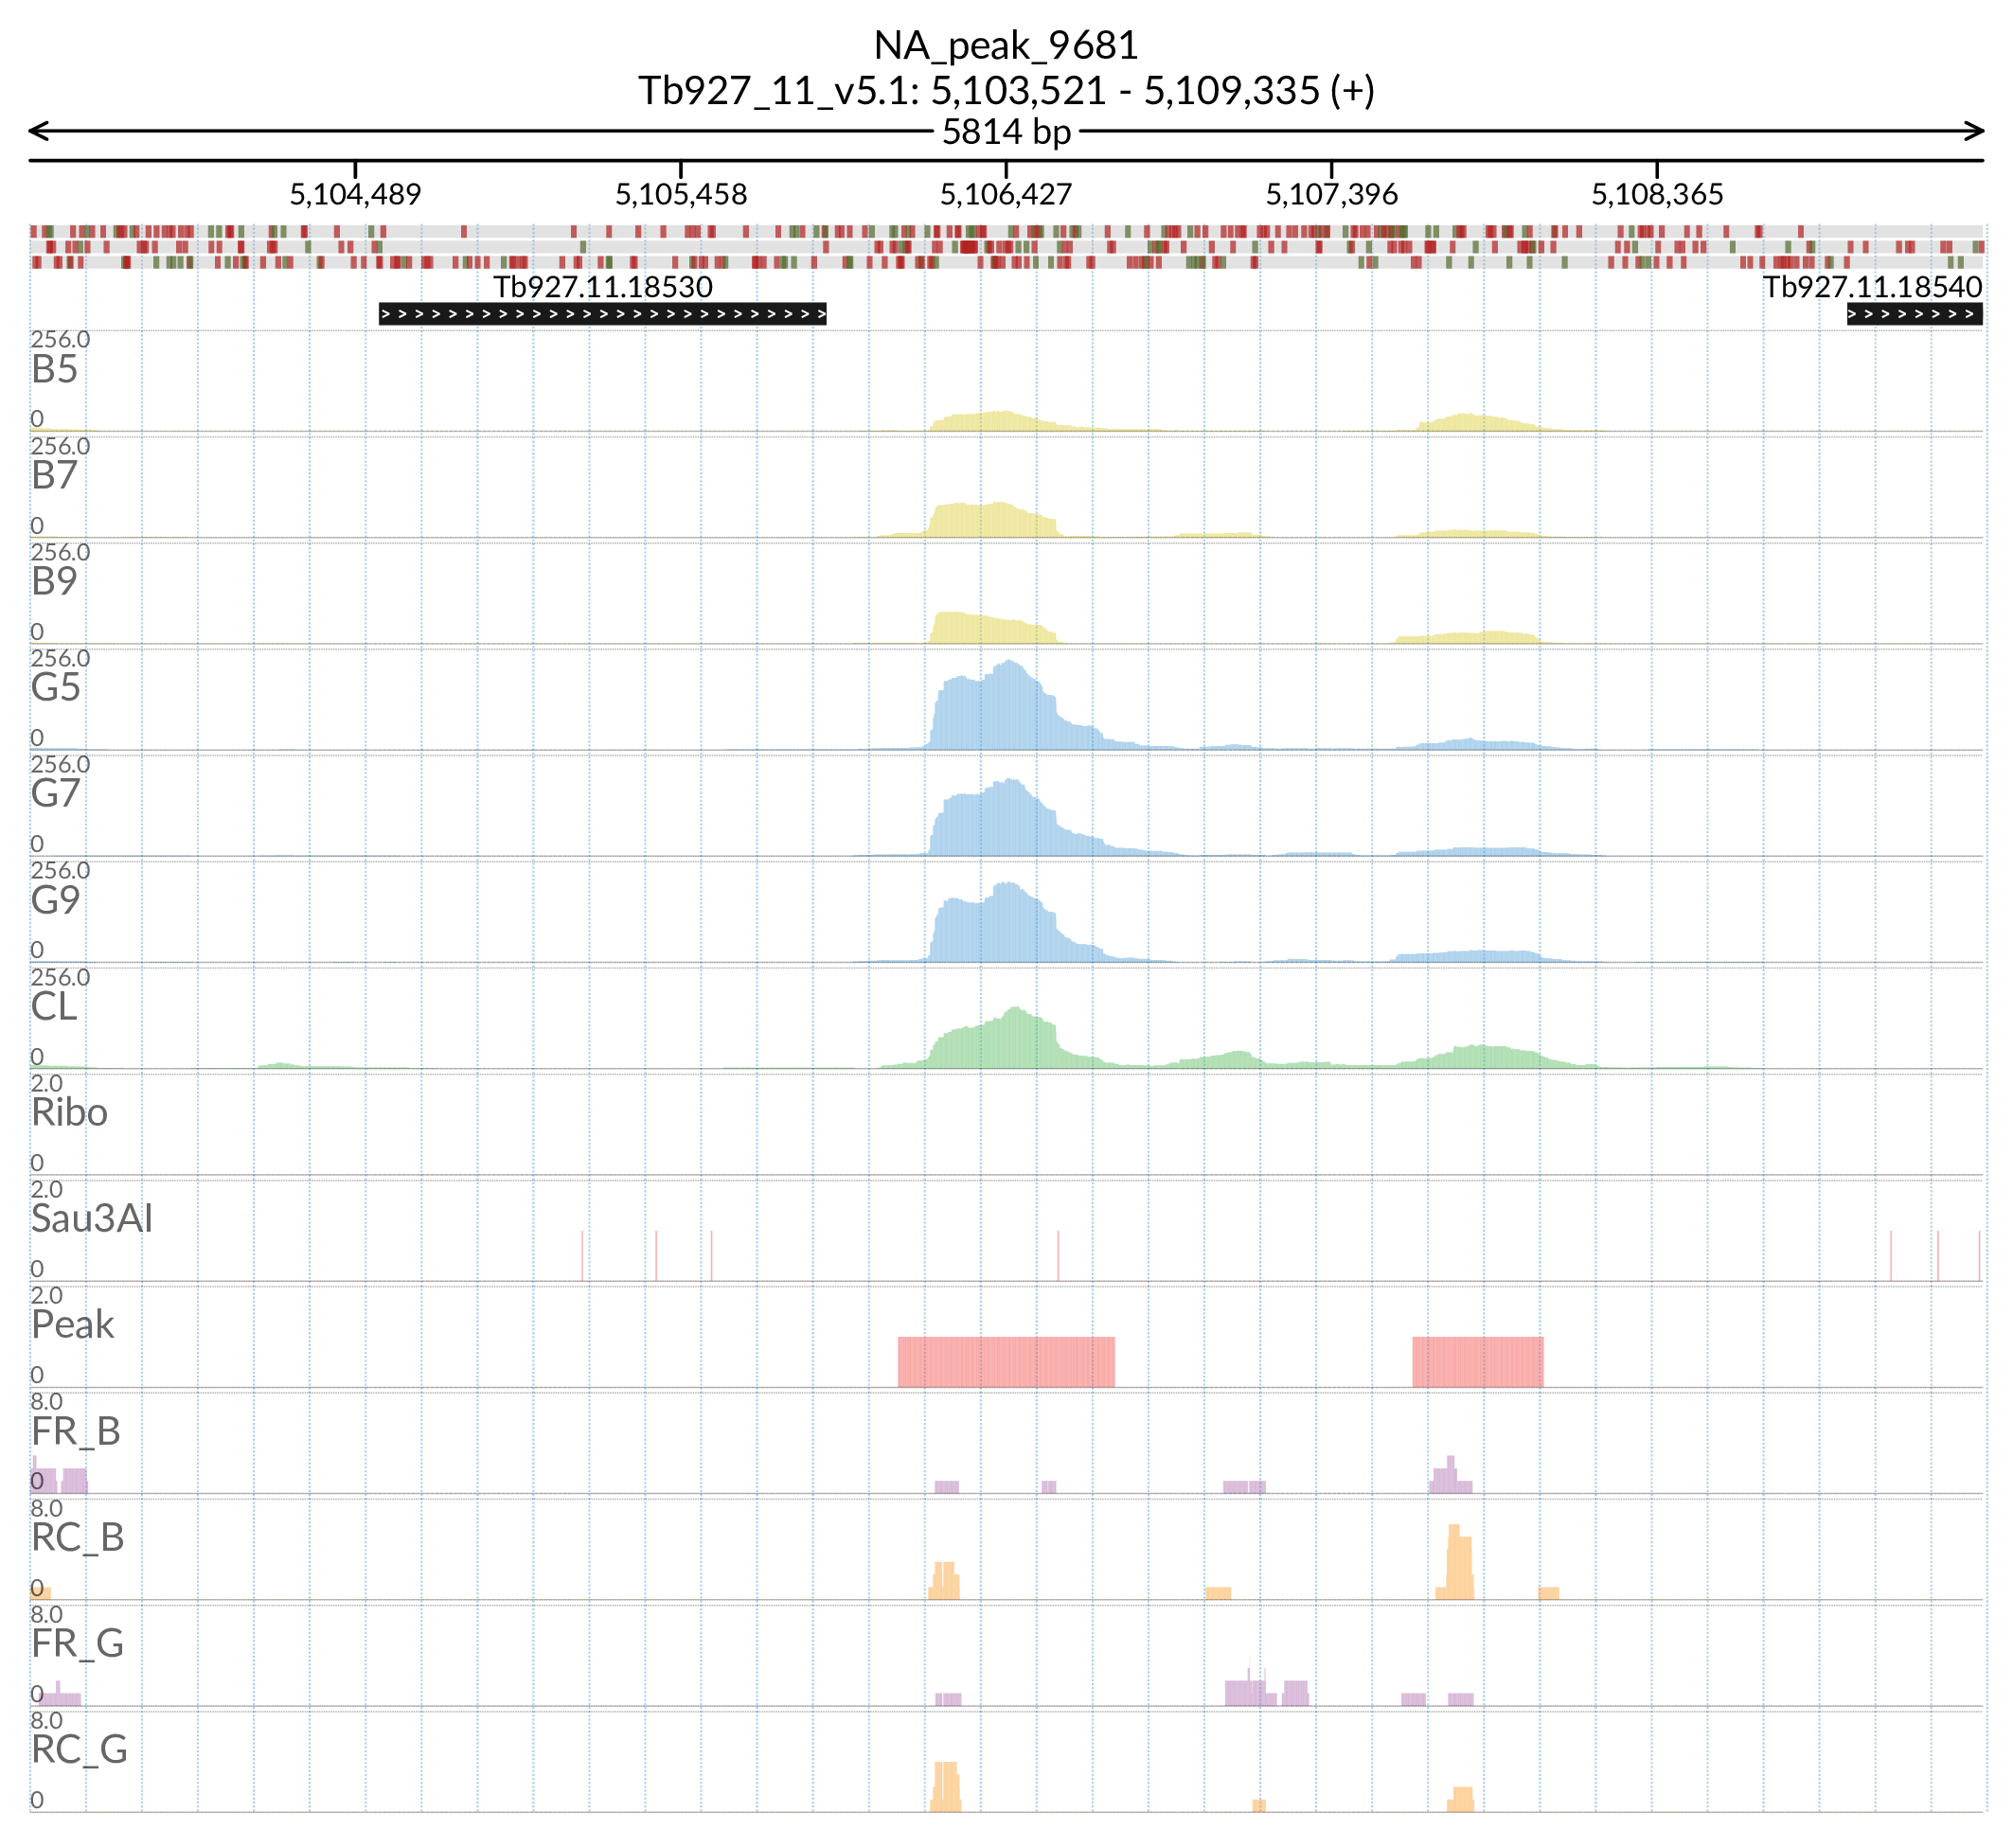 NA_peak_9681
Tb927_11_v5.1: 5,103,521 - 5,109,335 (+)
5814 bp
5,104,489 5,105,458 5,106,427 5,107,396 5,108,365
Tb927.11.18530 Tb927.11.18540
256.0
B5
0
256.0
B7
0
256.0
B9
0
256.0
G5
0
256.0
G7
0
256.0
G9
0
256.0
CL
0
2.0
Ribo
0
2.0
Sau3AI
0
2.0
Peak
0
8.0
FR_B
0
8.0
RC_B
0
8.0
FR_G
0
8.0
RC_G
0